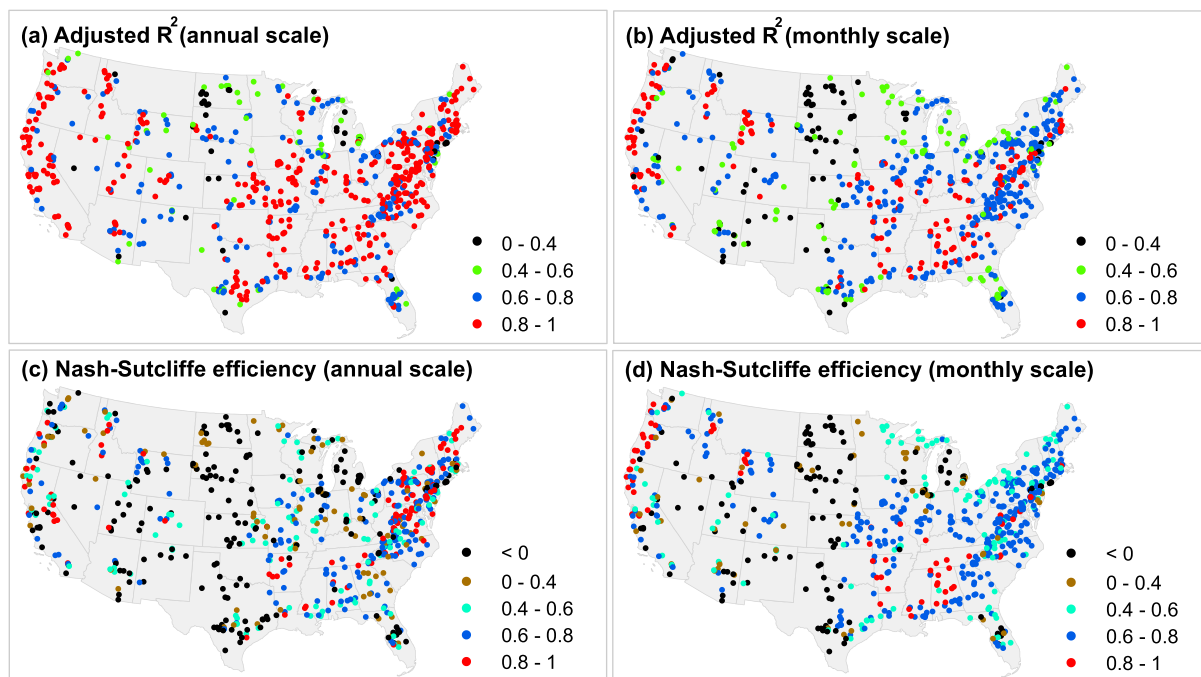 (a) Adjusted R² (annual scale)
0 - 0.4
0.4 - 0.6
0.6 - 0.8
0.8 - 1
(b) Adjusted R² (monthly scale)
0 - 0.4
0.4 - 0.6
0.6 - 0.8
0.8 - 1
(c) Nash-Sutcliffe efficiency (annual scale)
< 0
0 - 0.4
0.4 - 0.6
0.6 - 0.8
0.8 - 1
(d) Nash-Sutcliffe efficiency (monthly scale)
< 0
0 - 0.4
0.4 - 0.6
0.6 - 0.8
0.8 - 1